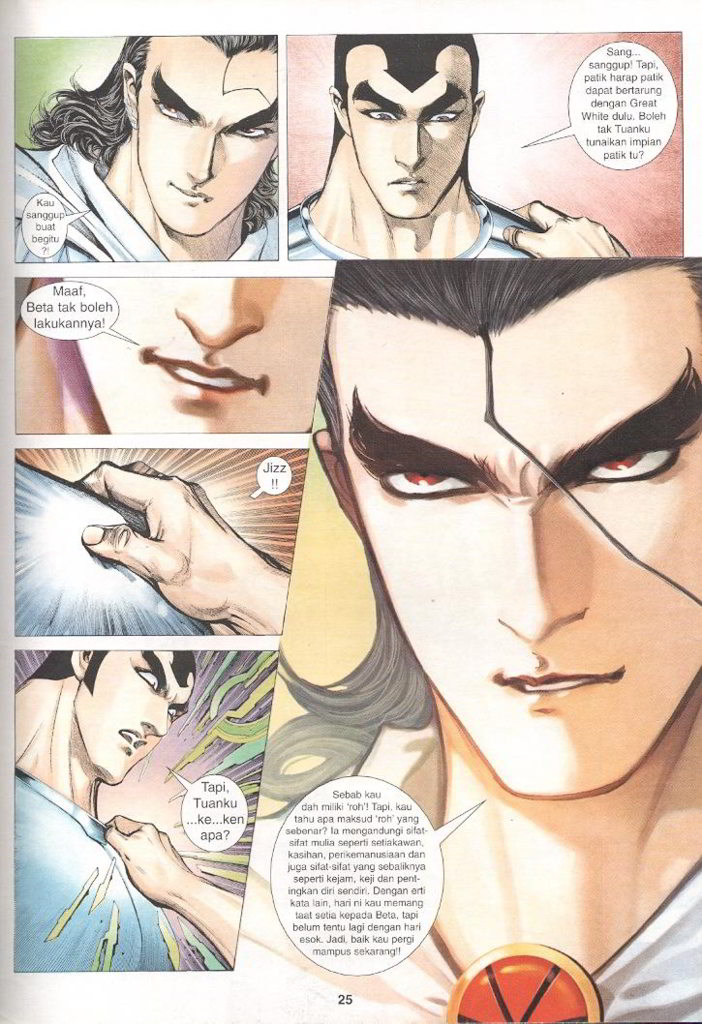 Kau
sanggup
buat
begitu
?!
Sang...
sanggup! Tapi,
patik harap patik
dapat bertarung
dengan Great
White dulu. Boleh
tak Tuanku
tunaikan impian
patik tu?
Maaf,
Beta tak boleh
lakukannya!
Jizz
!!
Tapi,
Tuanku
...ke...ken
apa?
Sebab kau
dah miliki 'roh'! Tapi, kau
tahu apa maksud 'roh' yang
sebenar? Ia mengandungi sifat-
sifat mulia seperti setiakawan,
kasihan, perikemanusiaan dan
juga sifat-sifat yang sebaliknya
seperti kejam, keji dan pent-
ingkan diri sendiri. Dengan erti
kata lain, hari ni kau memang
taat setia kepada Beta, tapi
belum tentu lagi dengan hari
esok. Jadi, baik kau pergi
mampus sekarang!!
25